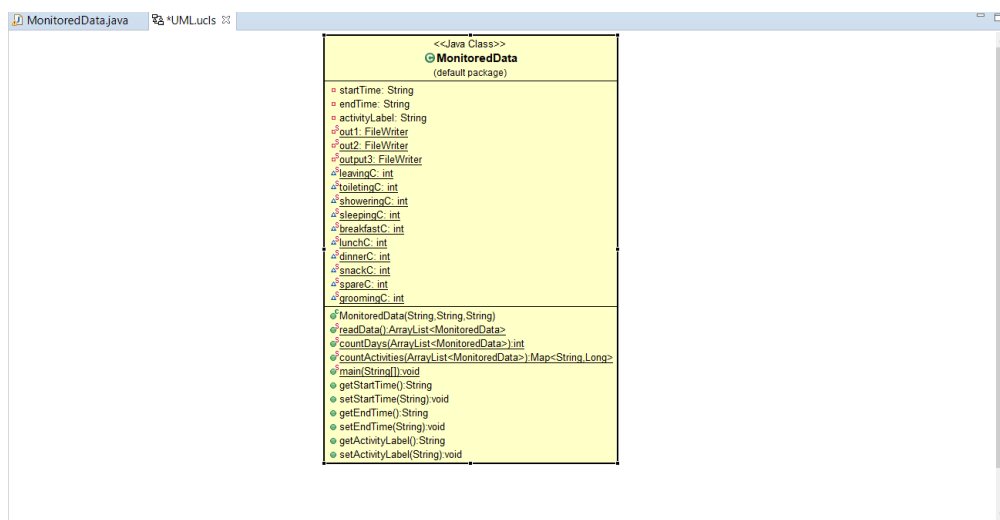 MonitoredData.java *UML.ucls
<<Java Class>>
MonitoredData
(default package)
startTime: String
endTime: String
activityLabel: String
out1: FileWriter
out2: FileWriter
output3: FileWriter
leavingC: int
toiletingC: int
showeringC: int
sleepingC: int
breakfastC: int
lunchC: int
dinnerC: int
snackC: int
spareC: int
groomingC: int
MonitoredData(String,String,String)
readData():ArrayList<MonitoredData>
countDays(ArrayList<MonitoredData>):int
countActivities(ArrayList<MonitoredData>):Map<String,Long>
main(String[]):void
getStartTime():String
setStartTime(String):void
getEndTime():String
setEndTime(String):void
getActivityLabel():String
setActivityLabel(String):void